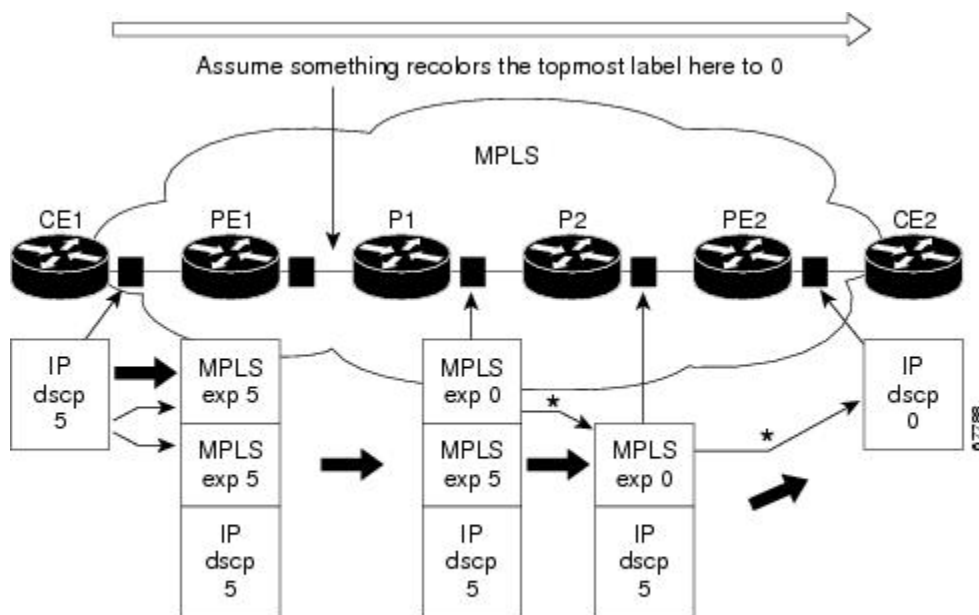 Assume something recolors the topmost label here to 0
MPLS
CE1
PE1
P1
P2
PE2
CE2
IP
dscp
5
MPLS
exp 5
MPLS
exp 5
IP
dscp
5
MPLS
exp 0
MPLS
exp 5
IP
dscp
5
*
MPLS
exp 0
IP
dscp
5
*
IP
dscp
0